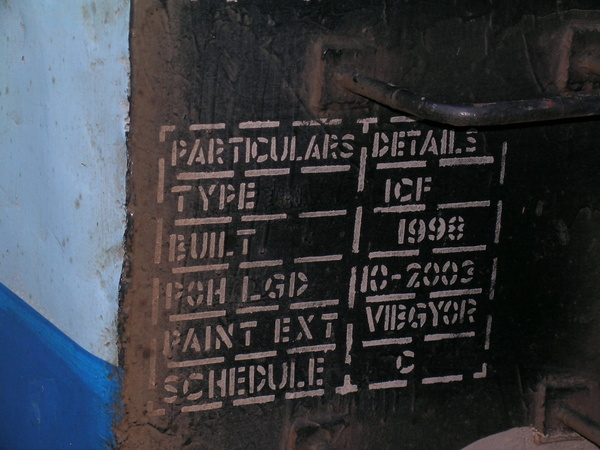 PARTICULARS DETAILS
TYPE ICF
BUILT 1998
POH LGD 10-2003
PAINT EXT VIBGYOR
SCHEDULE C